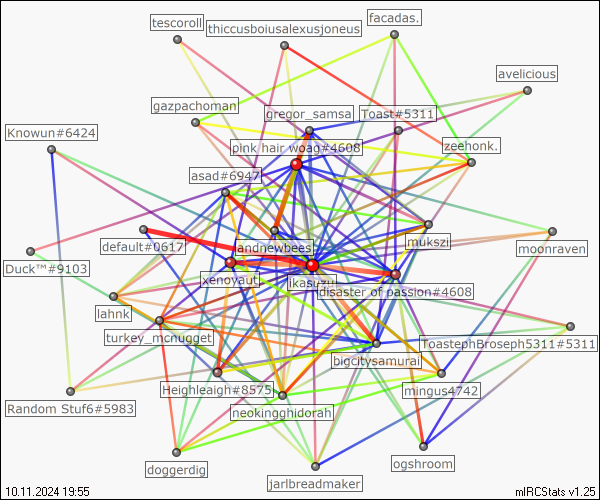 tescoroll
thiccusboiusalexusjoneus
facadas.
avelicious
gazpachoman
gregor_samsa
Toast#5311
Knowun#6424
pink hair woag#4608
zeehonk.
asad#6947
default#0617
andrewbees
mukszi
moonraven
Duck™#9103
xenoyaut
ikasuzu
disaster of passion#4608
lahnk
turkey_mcnugget
ToastephBroseph5311#5311
bigcitysamurai
Heighleaigh#8575
mingus4742
Random Stuf6#5983
neokingghidorah
doggerdig
ogshroom
jarlbreadmaker
10.11.2024 19:55
mIRCStats v1.25